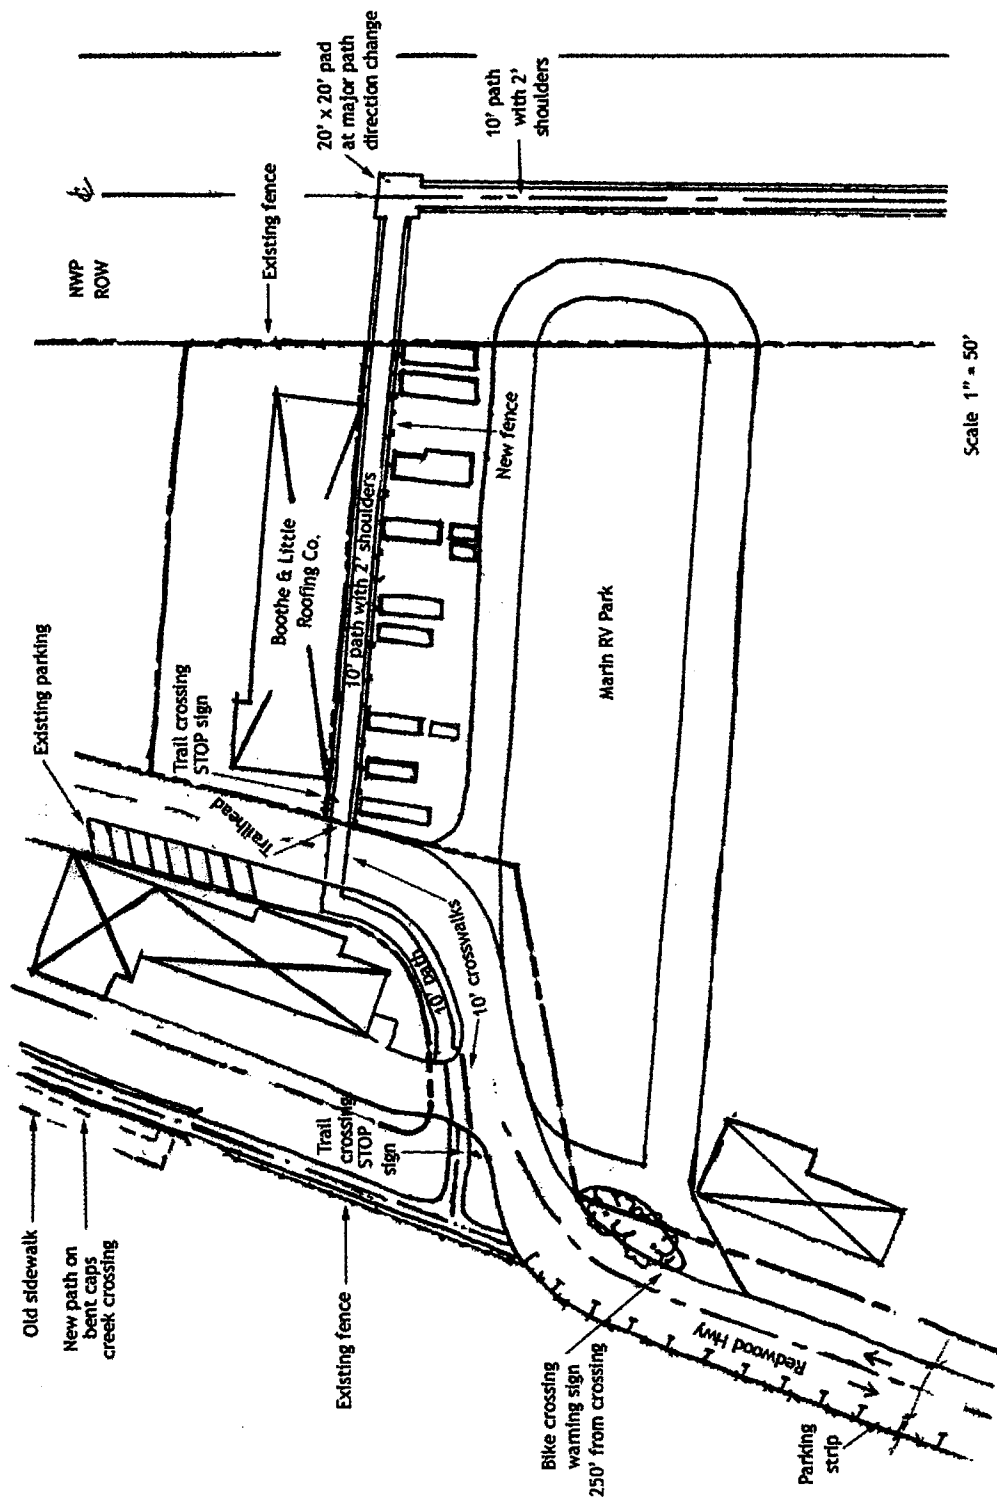 Old sidewalk
New path on
bent caps
creek crossing
Existing fence
Bike crossing
warning sign
250' from crossing
Parking
strip
Redwood Hwy
Trail
crossing
STOP
sign
10' path
10' crosswalks
Existing parking
Trail crossing
STOP sign
Trailhead
Boothe & Little
Roofing Co.
10' path with 2' shoulders
New fence
Marin RV Park
NWP
ROW
Existing fence
20' x 20' pad
at major path
direction change
10' path
with 2'
shoulders
Scale 1" = 50'